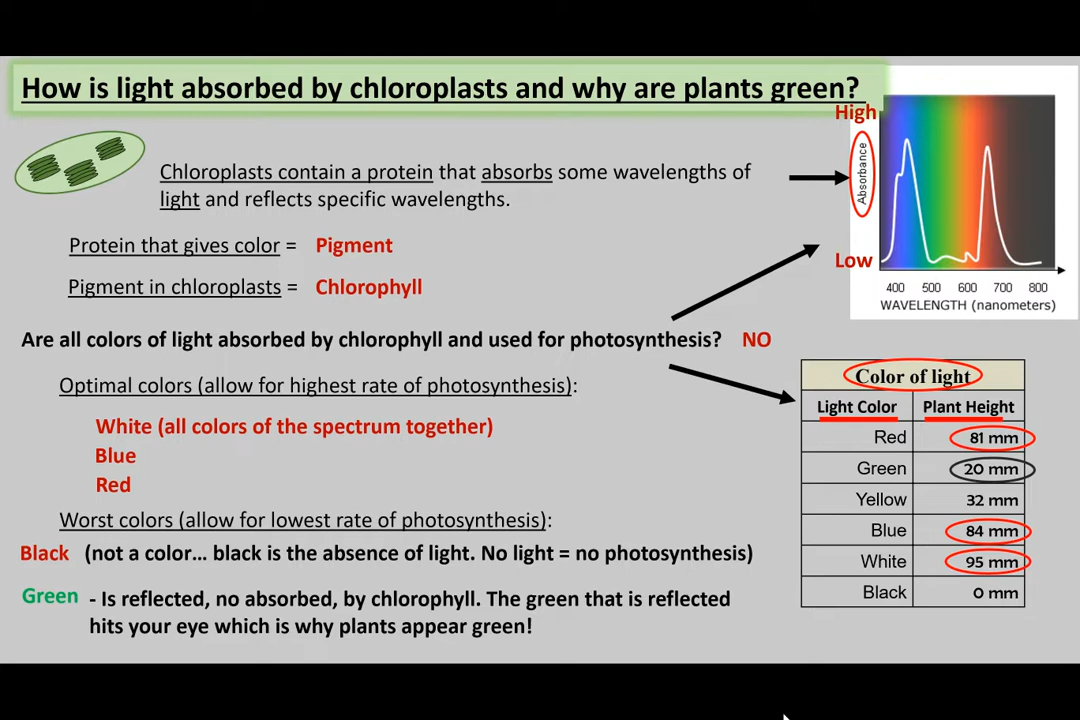 How is light absorbed by chloroplasts and why are plants green?
Chloroplasts contain a protein that absorbs some wavelengths of
light and reflects specific wavelengths.
Protein that gives color = Pigment
Pigment in chloroplasts = Chlorophyll
Are all colors of light absorbed by chlorophyll and used for photosynthesis? NO
Optimal colors (allow for highest rate of photosynthesis):
White (all colors of the spectrum together)
Blue
Red
Worst colors (allow for lowest rate of photosynthesis):
Black (not a color... black is the absence of light. No light = no photosynthesis)
Green - Is reflected, no absorbed, by chlorophyll. The green that is reflected
hits your eye which is why plants appear green!
High
Absorbance
Low
400 500 600 700 800
WAVELENGTH (nanometers)
Color of light
Light Color Plant Height
Red 81 mm
Green 20 mm
Yellow 32 mm
Blue 84 mm
White 95 mm
Black 0 mm